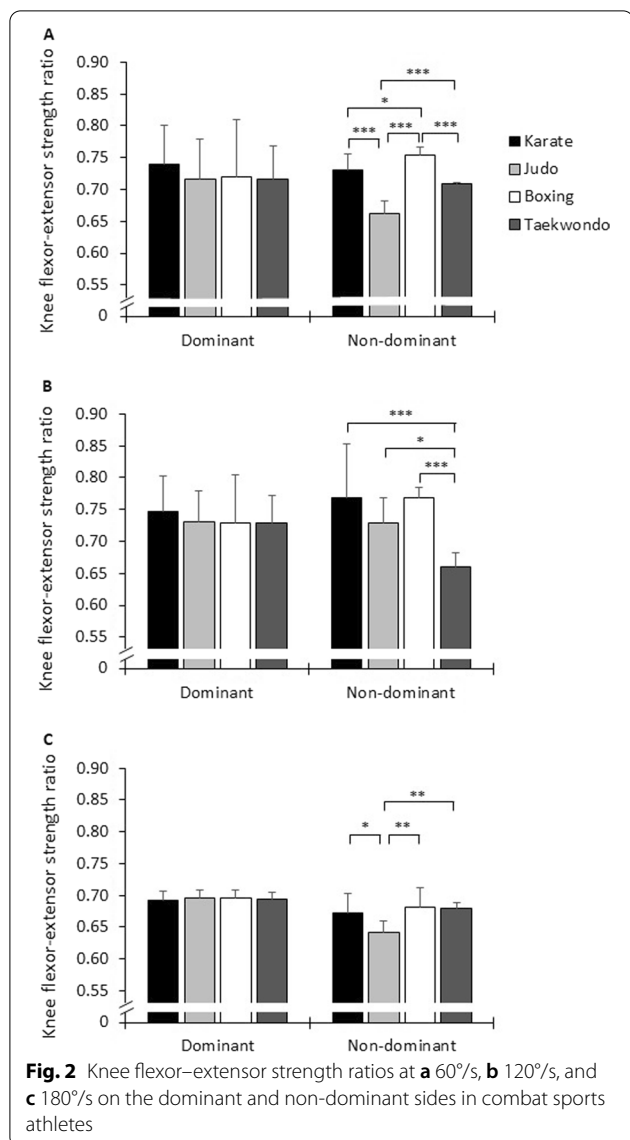 A
Knee flexor-extensor strength ratio
0.90
0.85
0.80
0.75
0.70
0.65
0.60
0.55
0
*
***
***
***
***
Karate
Judo
Boxing
Taekwondo
Dominant
Non-dominant
B
Knee flexor-extensor strength ratio
0.90
0.85
0.80
0.75
0.70
0.65
0.60
0.55
0
***
*
***
Dominant
Non-dominant
C
Knee flexor-extensor strength ratio
0.90
0.85
0.80
0.75
0.70
0.65
0.60
0.55
0
**
*
**
Dominant
Non-dominant
Fig. 2 Knee flexor–extensor strength ratios at a 60°/s, b 120°/s, and
c 180°/s on the dominant and non-dominant sides in combat sports
athletes